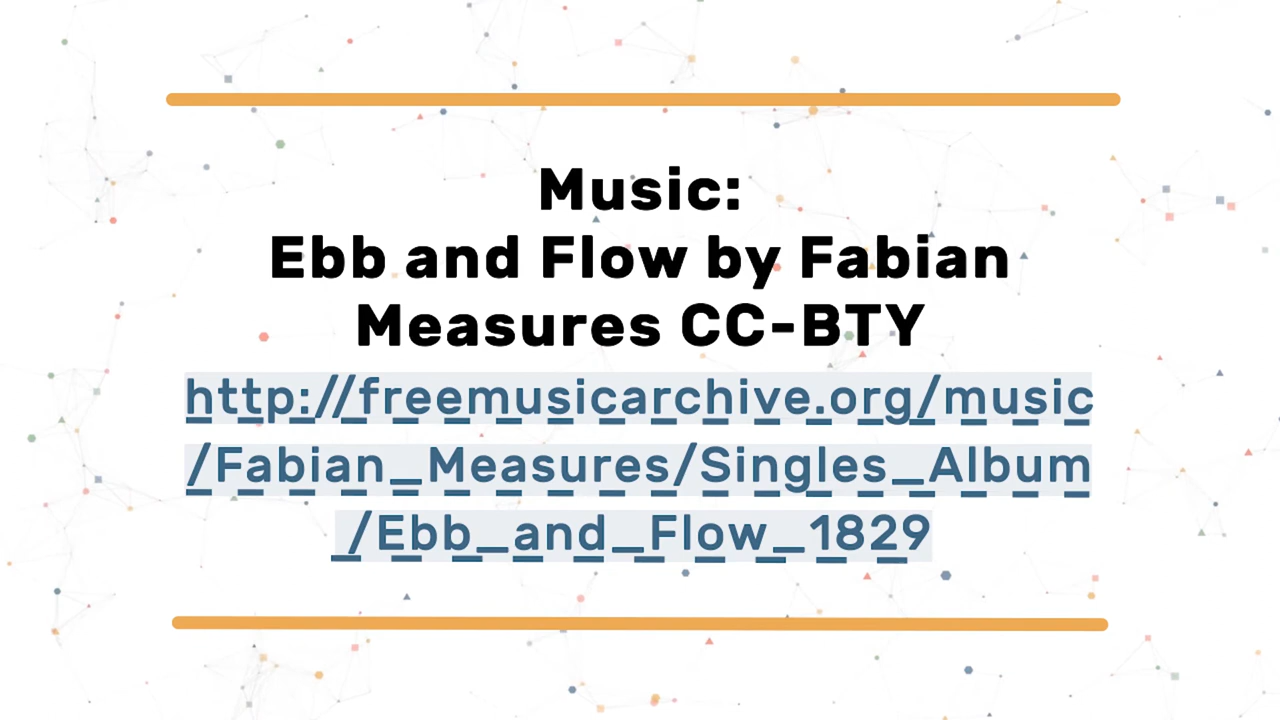 Music:
Ebb and Flow by Fabian
Measures CC-BTY
http://freemusicarchive.org/music
/Fabian_Measures/Singles_Album
/Ebb_and_Flow_1829